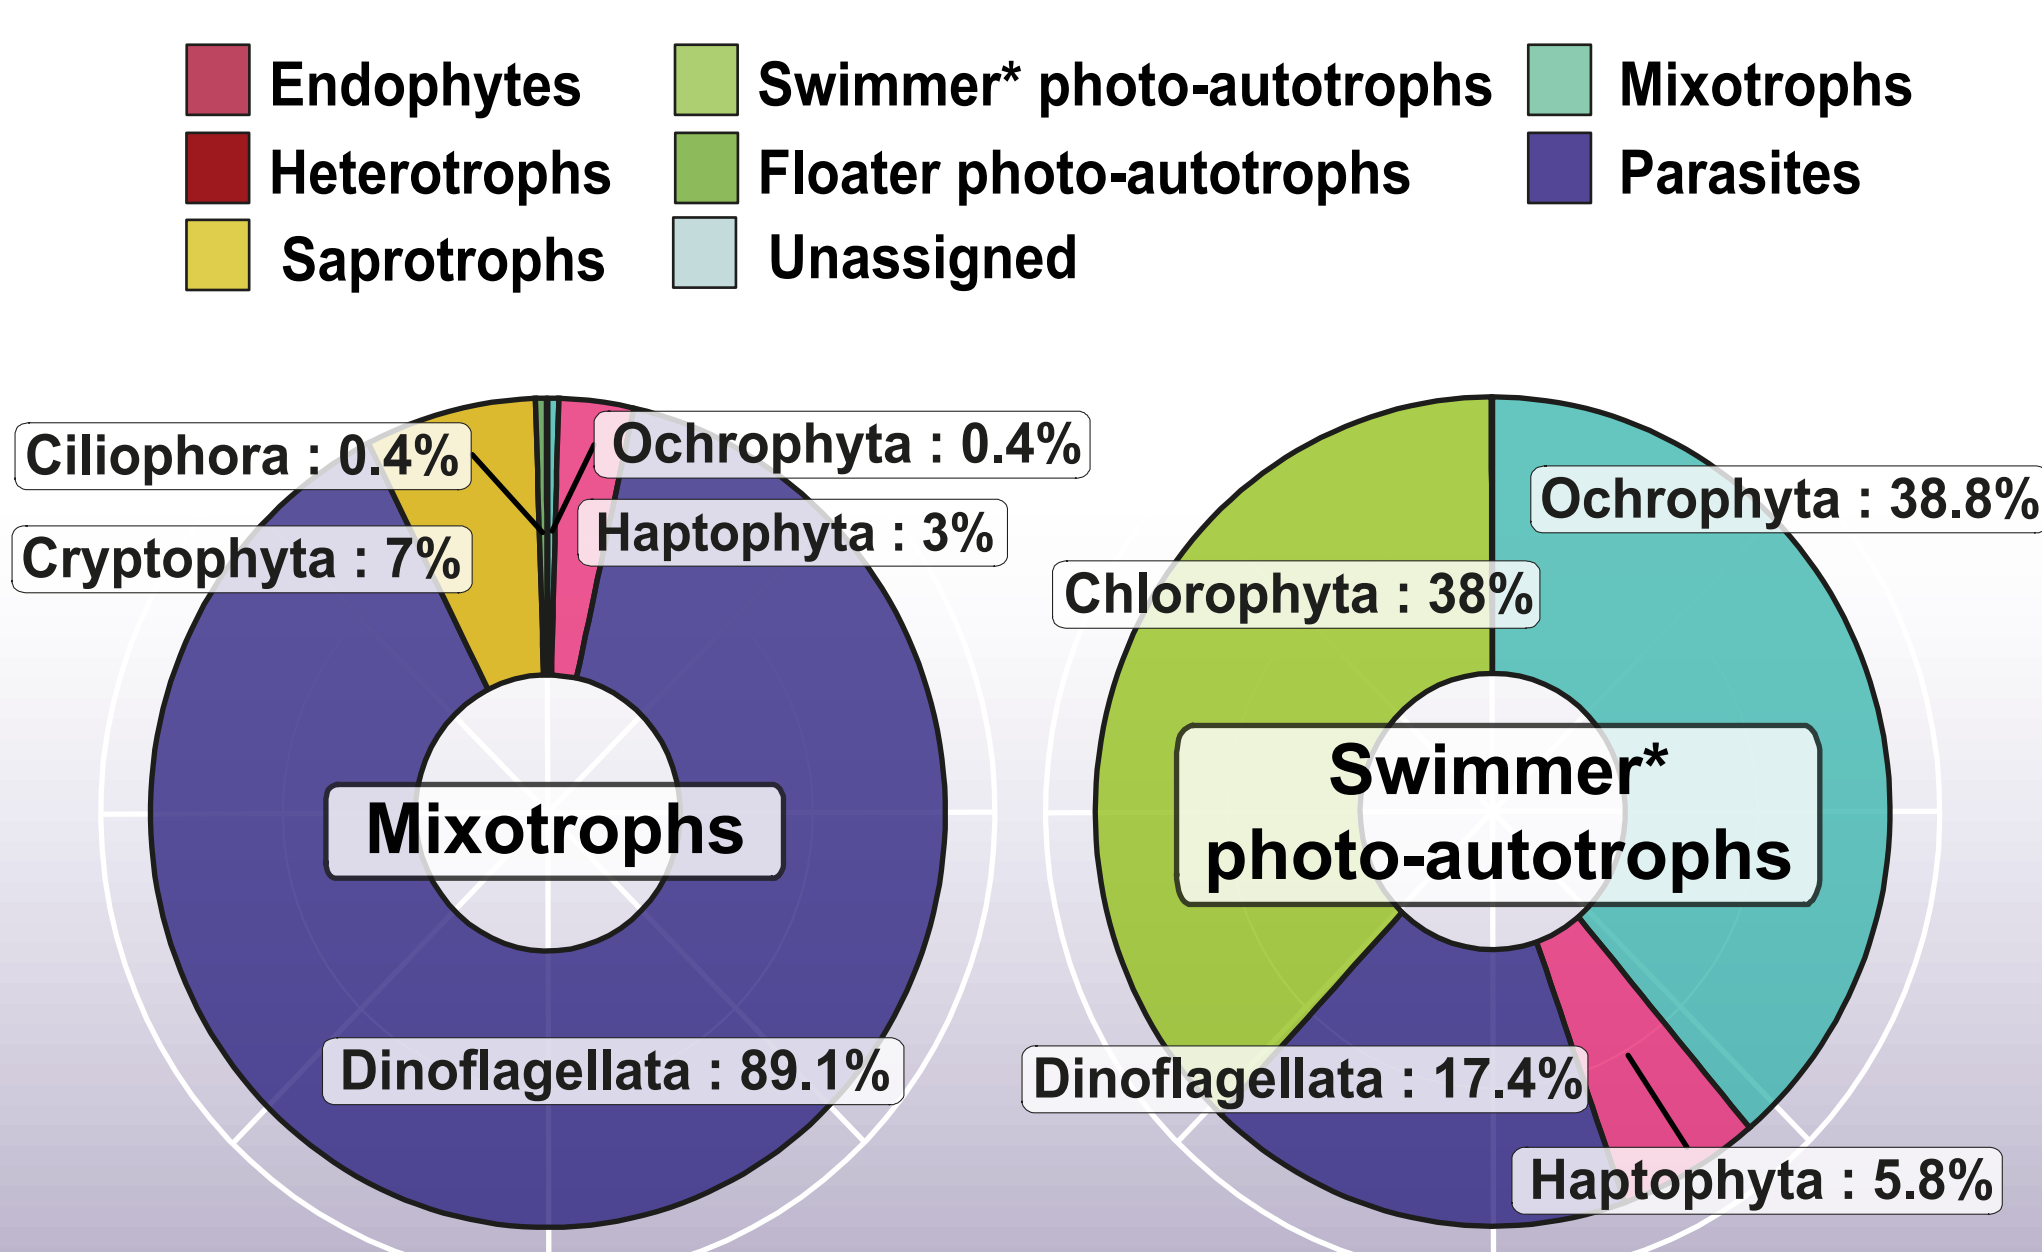 Endophytes
Swimmer* photo-autotrophs
Mixotrophs
Heterotrophs
Floater photo-autotrophs
Parasites
Saprotrophs
Unassigned
Ciliophora : 0.4%
Ochrophyta : 0.4%
Cryptophyta : 7%
Haptophyta : 3%
Mixotrophs
Dinoflagellata : 89.1%
Ochrophyta : 38.8%
Chlorophyta : 38%
Swimmer*
photo-autotrophs
Dinoflagellata : 17.4%
Haptophyta : 5.8%